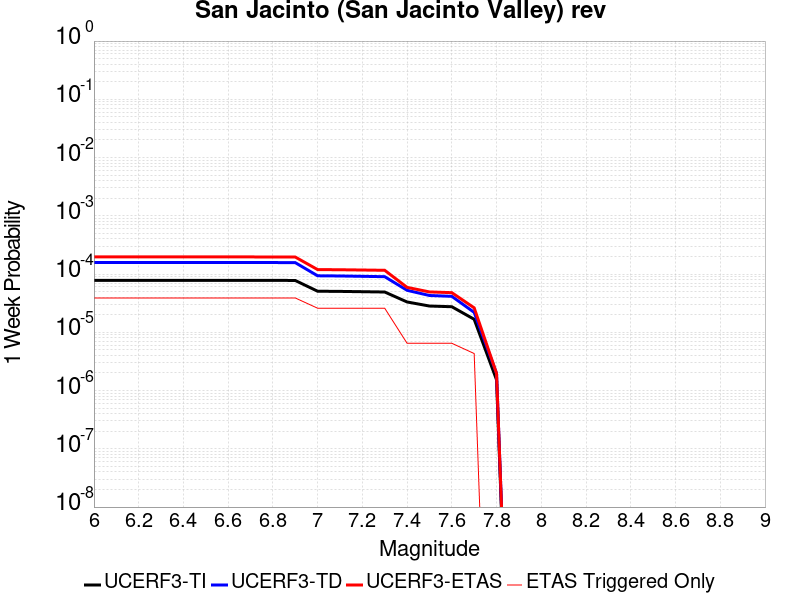 San Jacinto (San Jacinto Valley) rev
10^0
10^-1
10^-2
10^-3
10^-4
10^-5
10^-6
10^-7
10^-8
1 Week Probability
6 6.2 6.4 6.6 6.8 7 7.2 7.4 7.6 7.8 8 8.2 8.4 8.6 8.8 9
Magnitude
UCERF3-TI UCERF3-TD UCERF3-ETAS ETAS Triggered Only